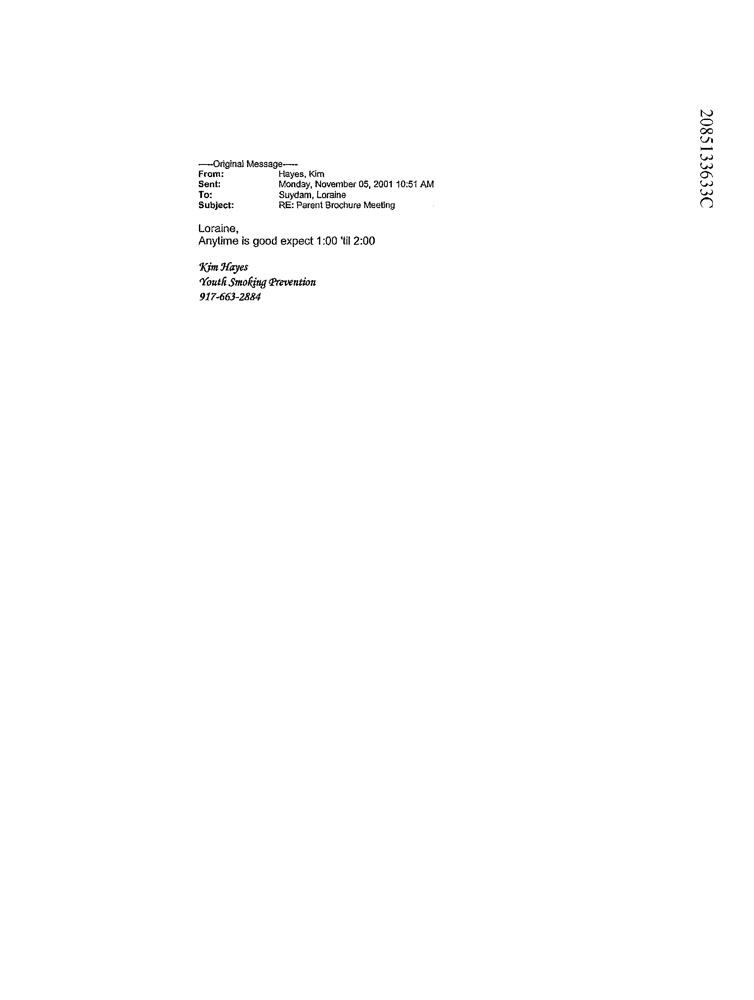 2085133633C
-----Original Message-----
From: Hayes, Kim
Sent: Monday, November 05, 2001 10:51 AM
To: Suydam, Loraine
Subject: RE: Parent Brochure Meeting
Loraine,
Anytime is good expect 1:00 'til 2:00
Kim Hayes
Youth Smoking Prevention
917-663-2884